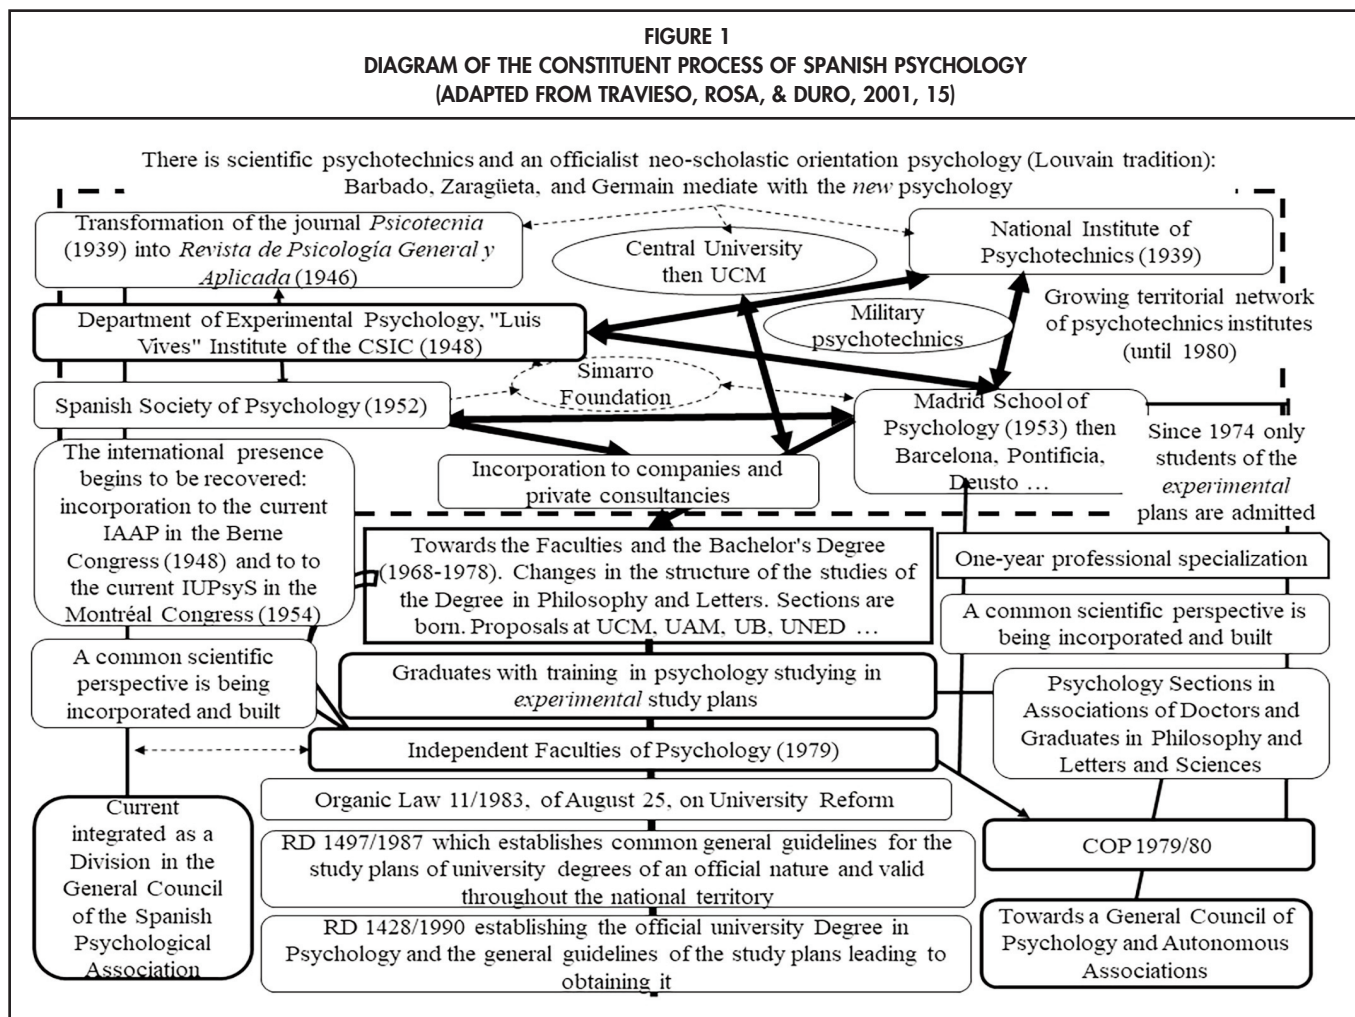 FIGURE 1
DIAGRAM OF THE CONSTITUENT PROCESS OF SPANISH PSYCHOLOGY
(ADAPTED FROM TRAVIESO, ROSA, & DURO, 2001, 15)
There is scientific psychotechnics and an officialist neo-scholastic orientation psychology (Louvain tradition):
Barbado, Zaragüeta, and Germain mediate with the new psychology
Transformation of the journal Psicotecnia
(1939) into Revista de Psicología General y
Aplicada (1946)
Central University
then UCM
National Institute of
Psychotechnics (1939)
Department of Experimental Psychology, "Luis
Vives" Institute of the CSIC (1948)
Military
psychotechnics
Growing territorial network
of psychotechnics institutes
(until 1980)
Simarro
Foundation
Spanish Society of Psychology (1952)
Madrid School of
Psychology (1953) then
Barcelona, Pontificia,
Deusto ...
Since 1974 only
students of the
experimental
plans are admitted
The international presence
begins to be recovered:
incorporation to the current
IAAP in the Berne
Congress (1948) and to to
the current IUPsyS in the
Montréal Congress (1954)
Incorporation to companies and
private consultancies
Towards the Faculties and the Bachelor's Degree
(1968-1978). Changes in the structure of the studies of
the Degree in Philosophy and Letters. Sections are
born. Proposals at UCM, UAM, UB, UNED ...
One-year professional specialization
A common scientific perspective is
being incorporated and built
A common scientific
perspective is being
incorporated and built
Graduates with training in psychology studying in
experimental study plans
Psychology Sections in
Associations of Doctors and
Graduates in Philosophy and
Letters and Sciences
Independent Faculties of Psychology (1979)
Current
integrated as a
Division in the
General Council
of the Spanish
Psychological
Association
Organic Law 11/1983, of August 25, on University Reform
RD 1497/1987 which establishes common general guidelines for the
study plans of university degrees of an official nature and valid
throughout the national territory
COP 1979/80
RD 1428/1990 establishing the official university Degree in
Psychology and the general guidelines of the study plans leading to
obtaining it
Towards a General Council of
Psychology and Autonomous
Associations